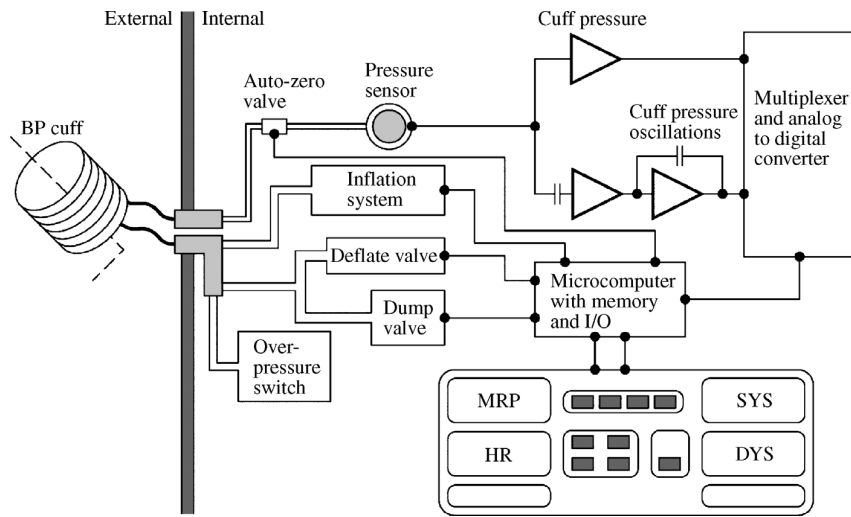 External
Internal
Cuff pressure
BP cuff
Auto-zero
valve
Pressure
sensor
Cuff pressure
oscillations
Multiplexer
and analog
to digital
converter
Inflation
system
Deflate valve
Dump
valve
Over-
pressure
switch
Microcomputer
with memory
and I/O
MRP
SYS
HR
DYS